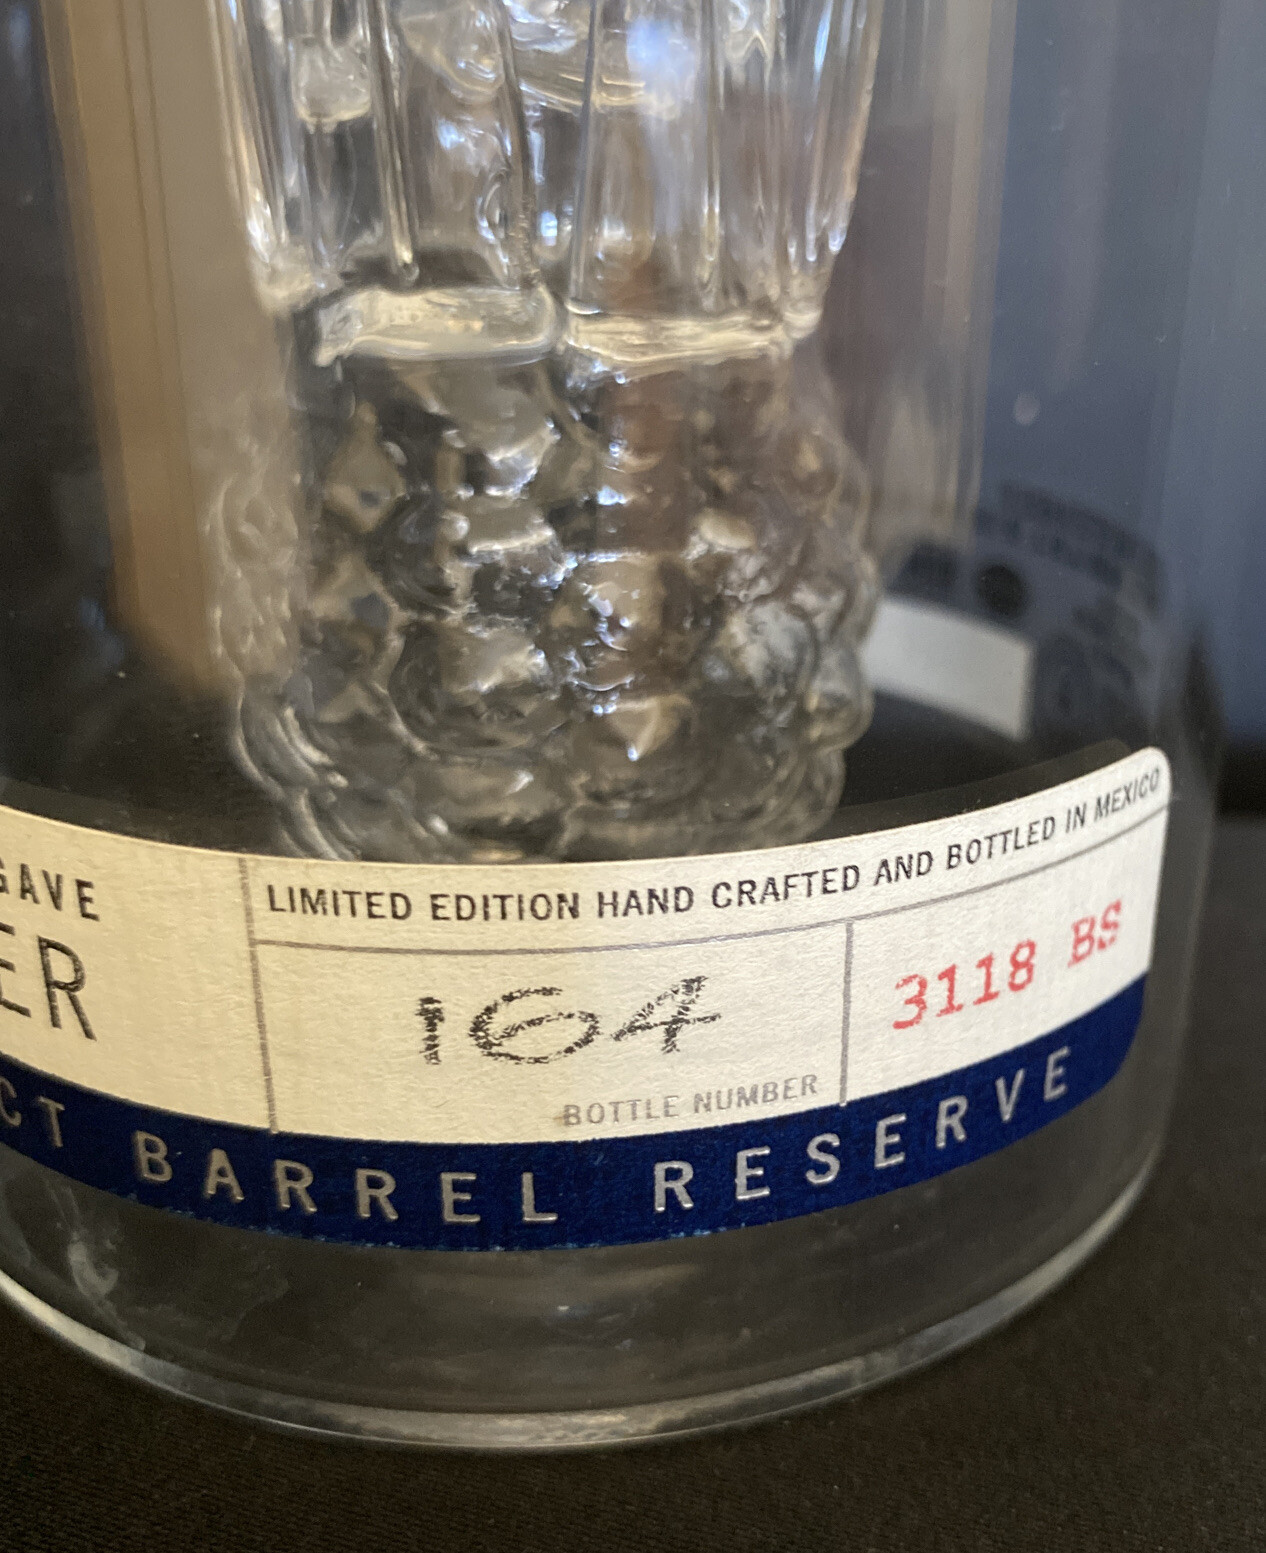 GAVE
ER
LIMITED EDITION HAND CRAFTED AND BOTTLED IN MEXICO
164
BOTTLE NUMBER
3118 BS
CT BARREL RESERVE